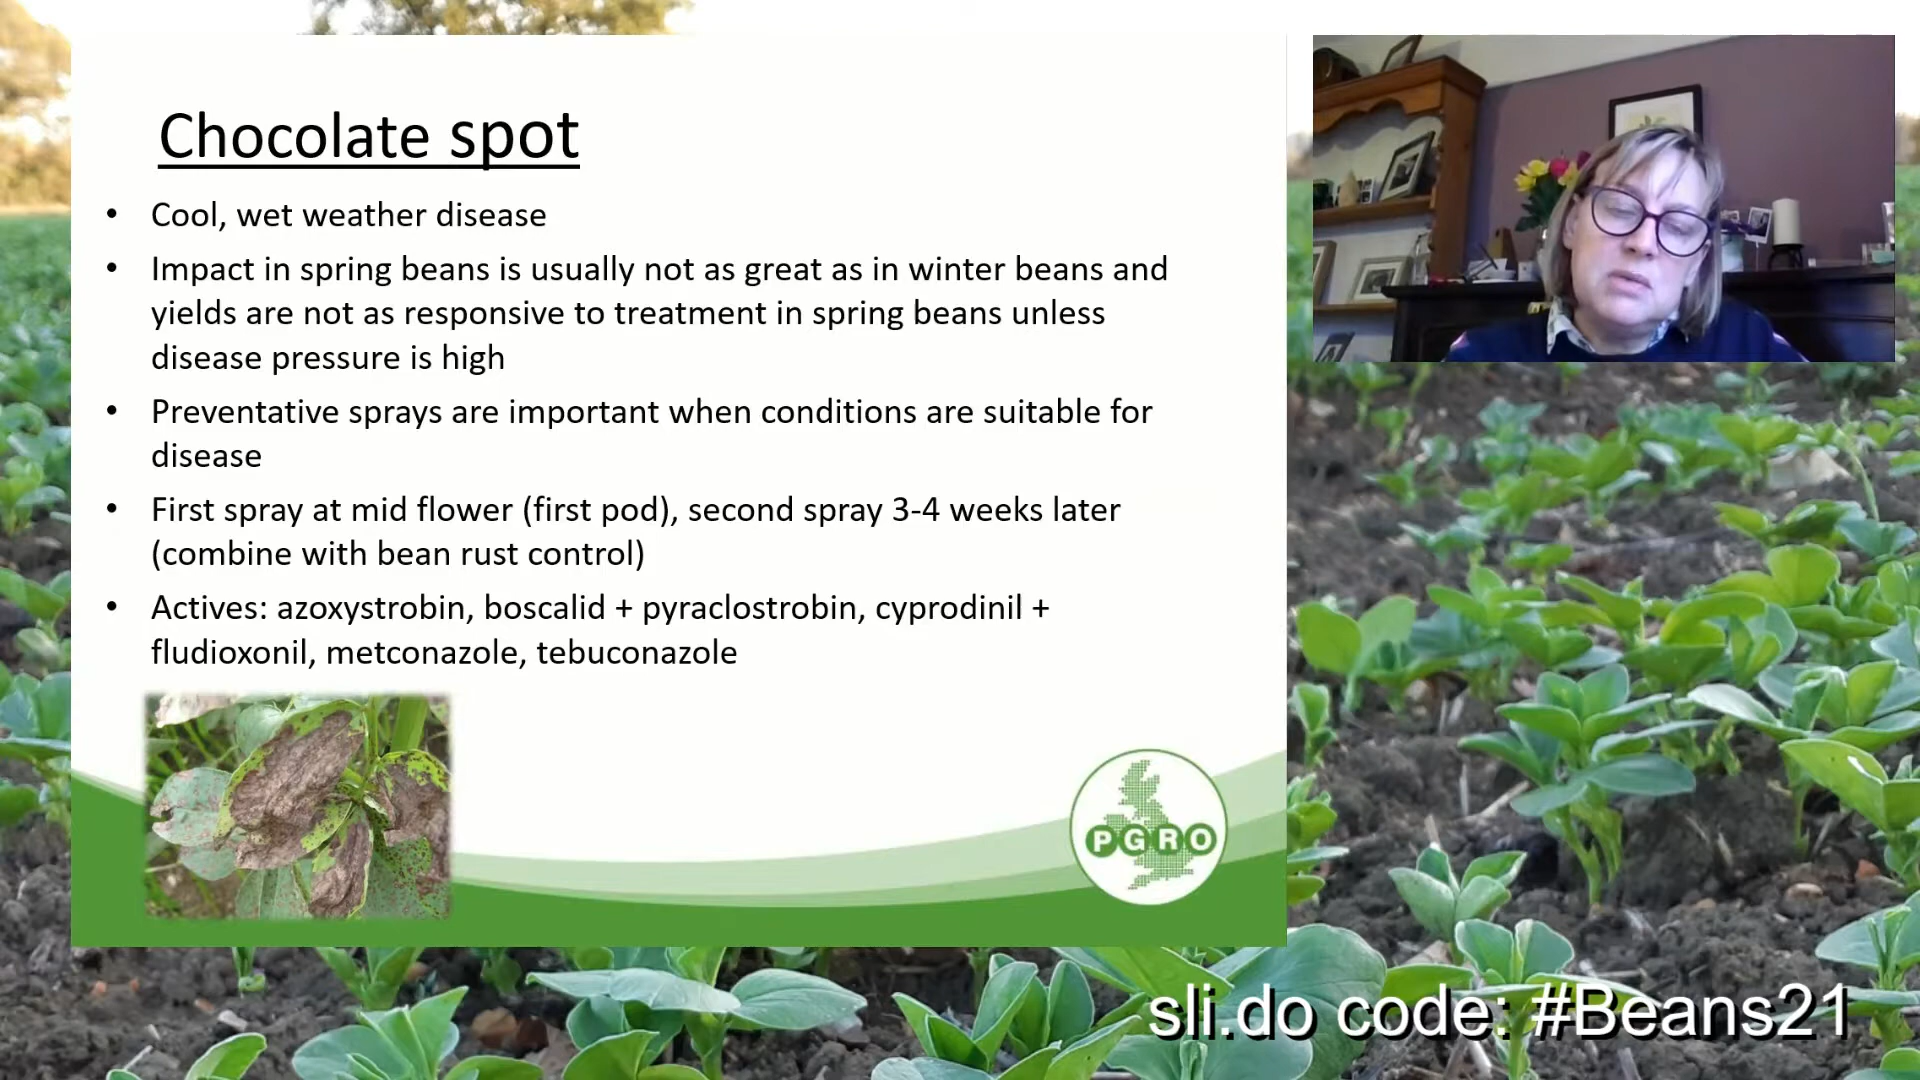 Chocolate spot
• Cool, wet weather disease
• Impact in spring beans is usually not as great as in winter beans and
yields are not as responsive to treatment in spring beans unless
disease pressure is high
• Preventative sprays are important when conditions are suitable for
disease
• First spray at mid flower (first pod), second spray 3-4 weeks later
(combine with bean rust control)
• Actives: azoxystrobin, boscalid + pyraclostrobin, cyprodinil +
fludioxonil, metconazole, tebuconazole
PGRO
sli.do code: #Beans21